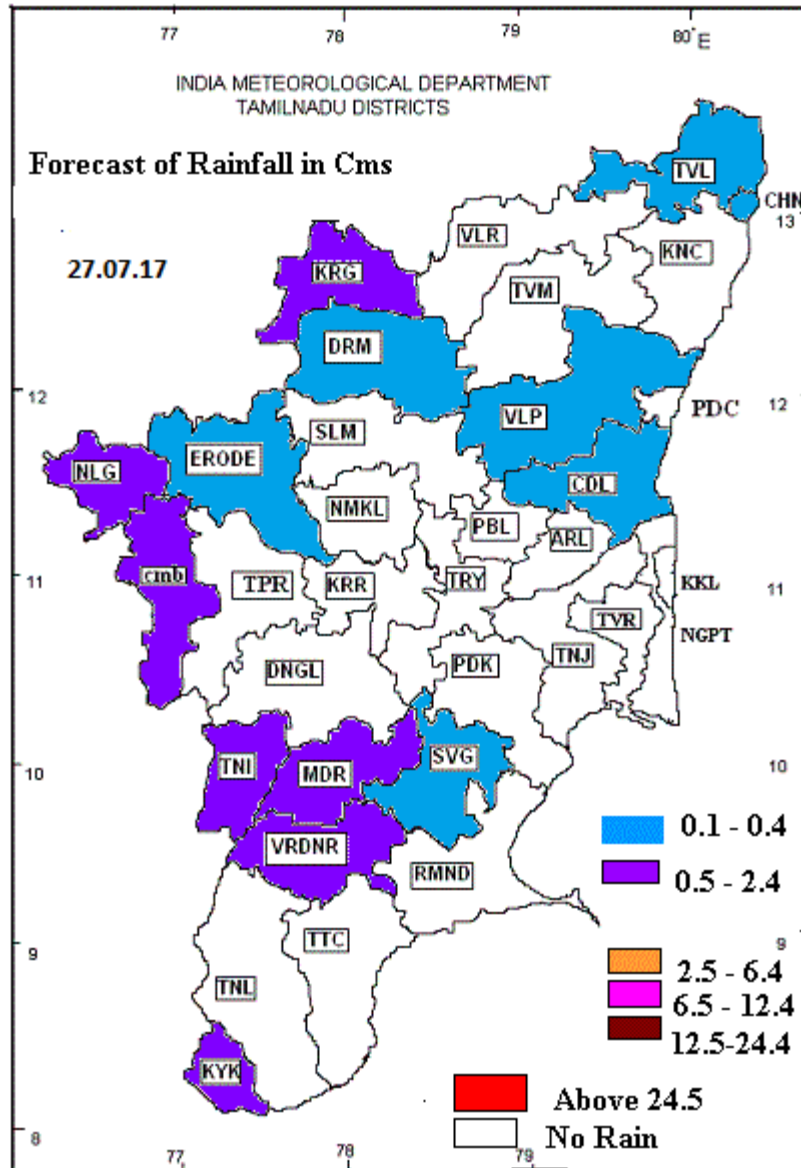 77 78 79 80°E
INDIA METEOROLOGICAL DEPARTMENT
TAMILNADU DISTRICTS
Forecast of Rainfall in Cms
TVL
CHN
13
VLR
KNC
27.07.17
KRG
TVM
DRM
12
PDC
12
VLP
SLM
ERODE
NLG
CDL
NMKL
PBL
ARL
11
cmb
TPR
KRR
TRY
KKL
11
TVR
NGPT
DNGL
PDK
TNJ
10
TNI
MDR
SVG
10
0.1 - 0.4
VRDNR
RMND
0.5 - 2.4
9
TTC
9
2.5 - 6.4
TNL
6.5 - 12.4
12.5-24.4
KYK
Above 24.5
8
No Rain
77 78 79